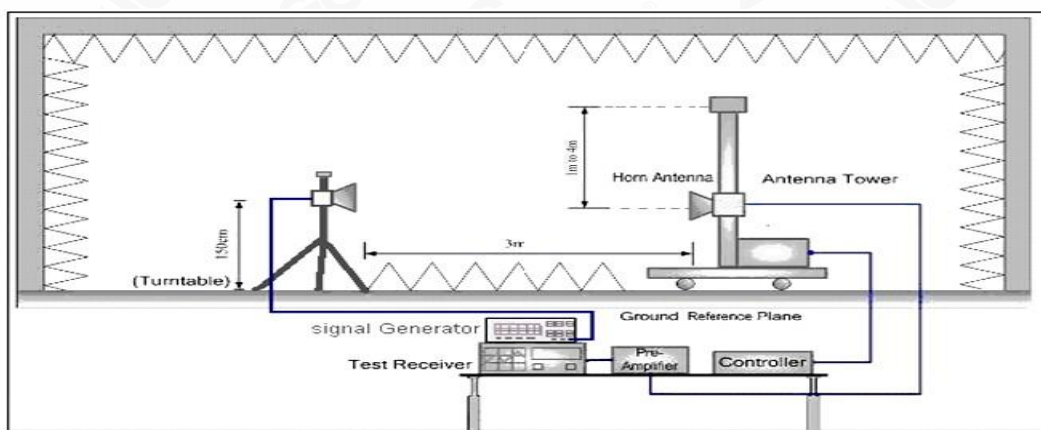 1m to 4m
Horn Antenna
Antenna Tower
150cm
3m
(Turntable)
Ground Reference Plane
signal Generator
Test Receiver
Pre-
Amplifier
Controller